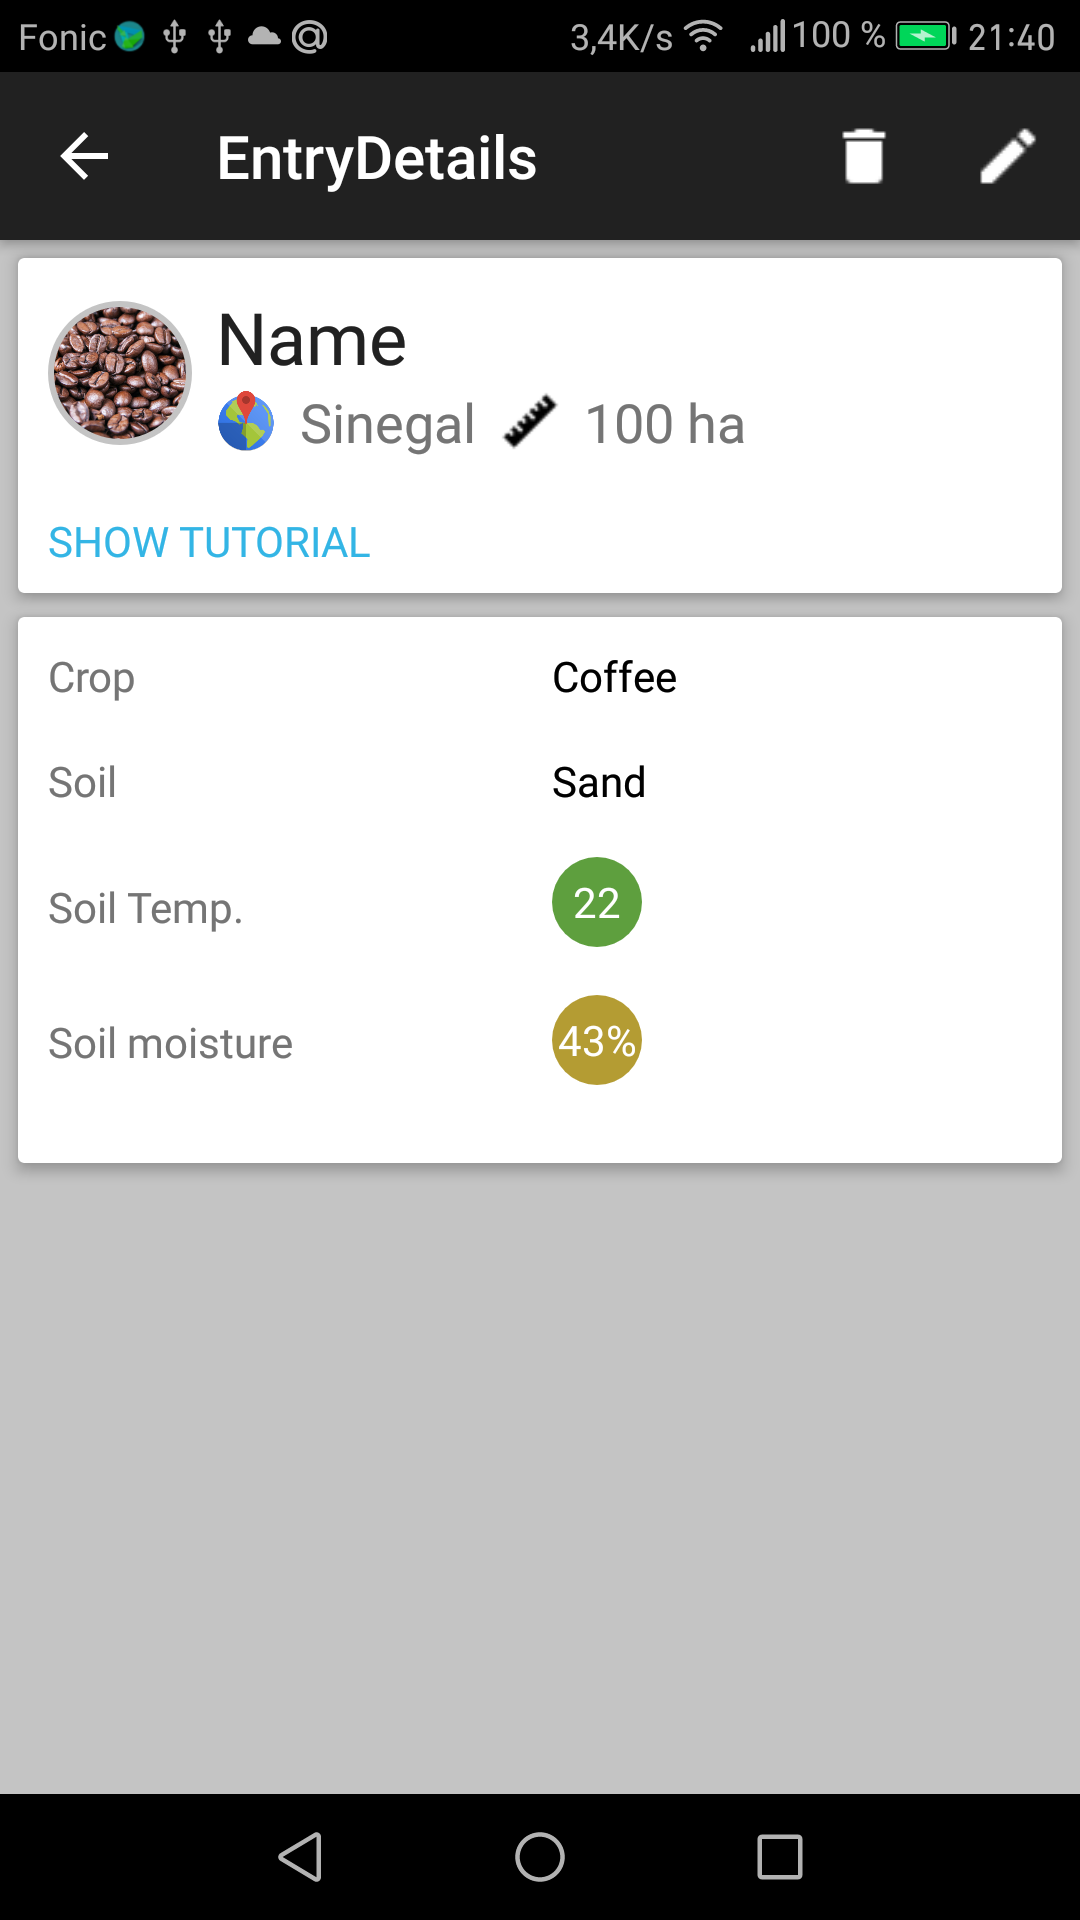 Fonic 3,4K/s 100 % 21:40
EntryDetails
Name
Sinegal 100 ha
SHOW TUTORIAL
Crop Coffee
Soil Sand
Soil Temp. 22
Soil moisture 43%